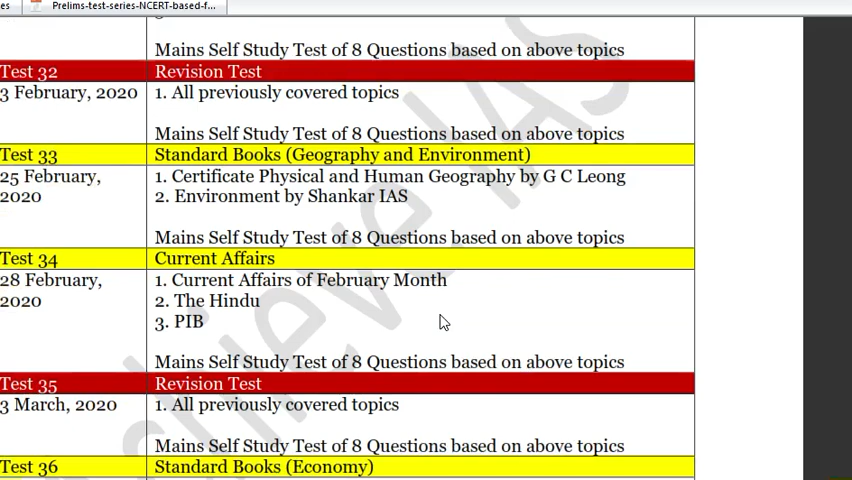 es
Prelims-test-series-NCERT-based-f...
Mains Self Study Test of 8 Questions based on above topics
Test 32 Revision Test
3 February, 2020 1. All previously covered topics
Mains Self Study Test of 8 Questions based on above topics
Test 33 Standard Books (Geography and Environment)
25 February, 1. Certificate Physical and Human Geography by G C Leong
2020 2. Environment by Shankar IAS
Mains Self Study Test of 8 Questions based on above topics
Test 34 Current Affairs
28 February, 1. Current Affairs of February Month
2020 2. The Hindu
3. PIB
Mains Self Study Test of 8 Questions based on above topics
Test 35 Revision Test
3 March, 2020 1. All previously covered topics
Mains Self Study Test of 8 Questions based on above topics
Test 36 Standard Books (Economy)
chieve IAS